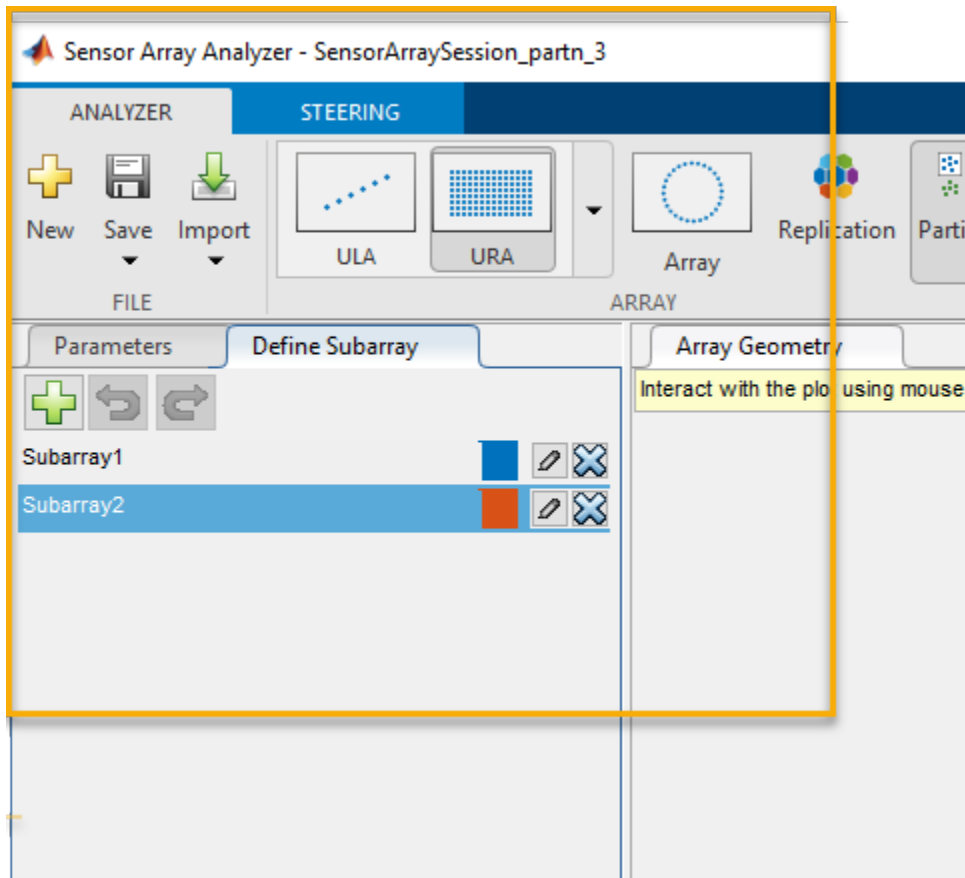 Sensor Array Analyzer - SensorArraySession_partn_3
ANALYZER STEERING
New Save Import ULA URA Array Replication Parti
FILE ARRAY
Parameters Define Subarray Array Geometry
Interact with the plot using mouse
Subarray1
Subarray2